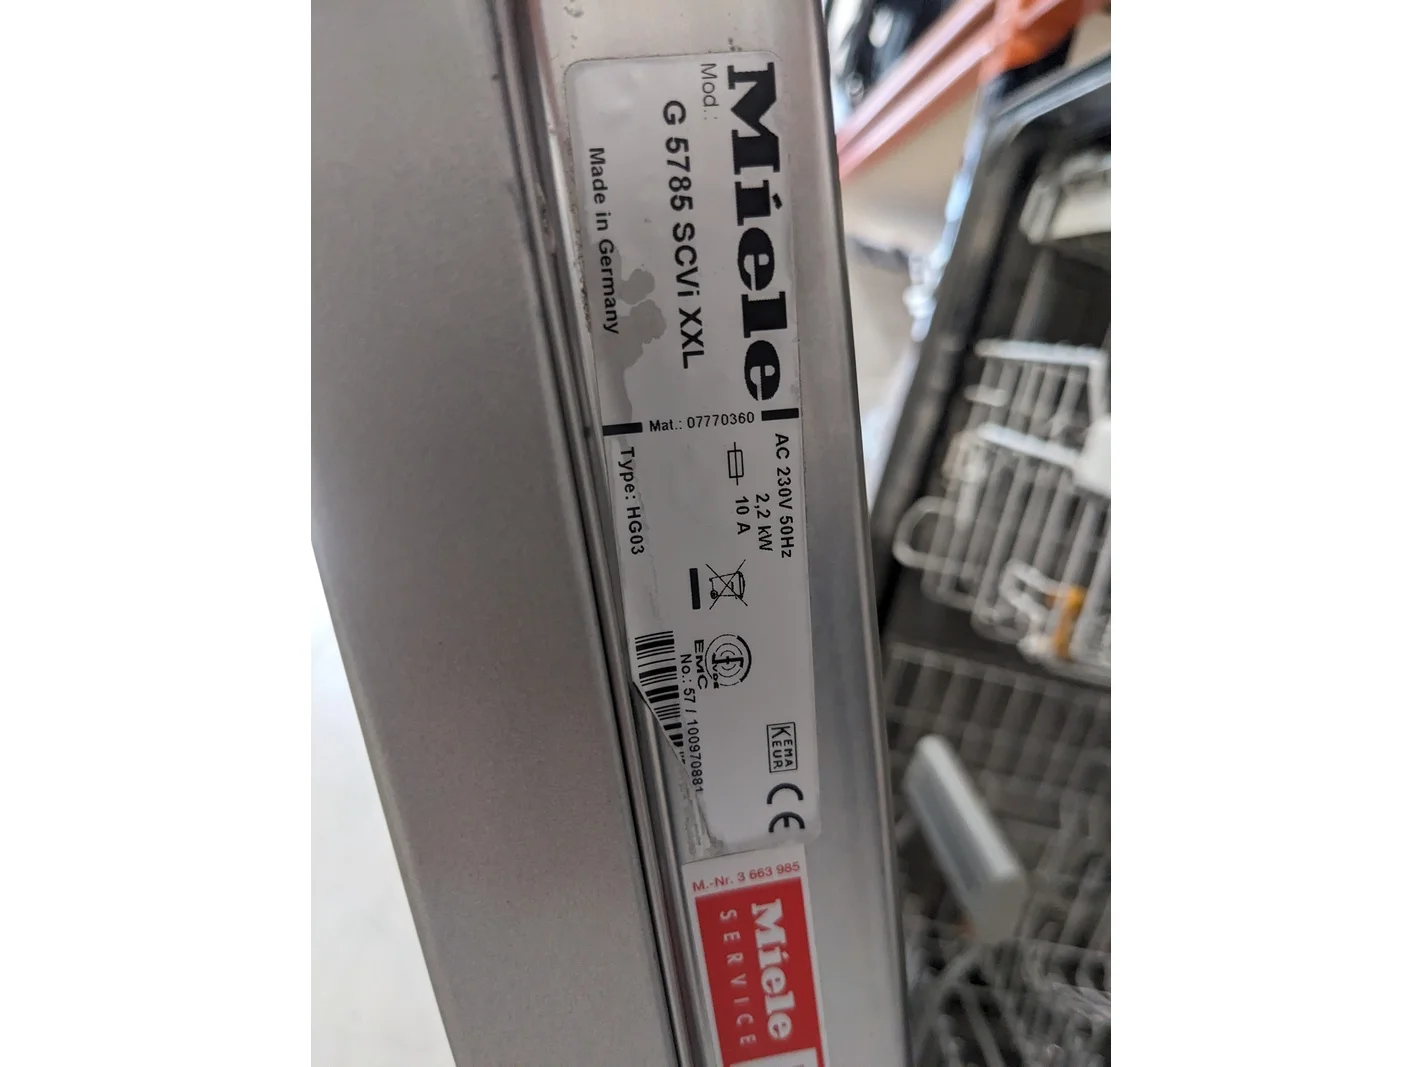 Miele
Mod.:
G 5785 SCVi XXL
Made in Germany
Mat.: 07770360
AC 230V 50Hz
2,2 kW
10 A
Type: HG03
VDE
EMC
No.: 57 / 100970881
KEMA
EUR
CE
M.-Nr. 3 663 985
Miele
SERVICE